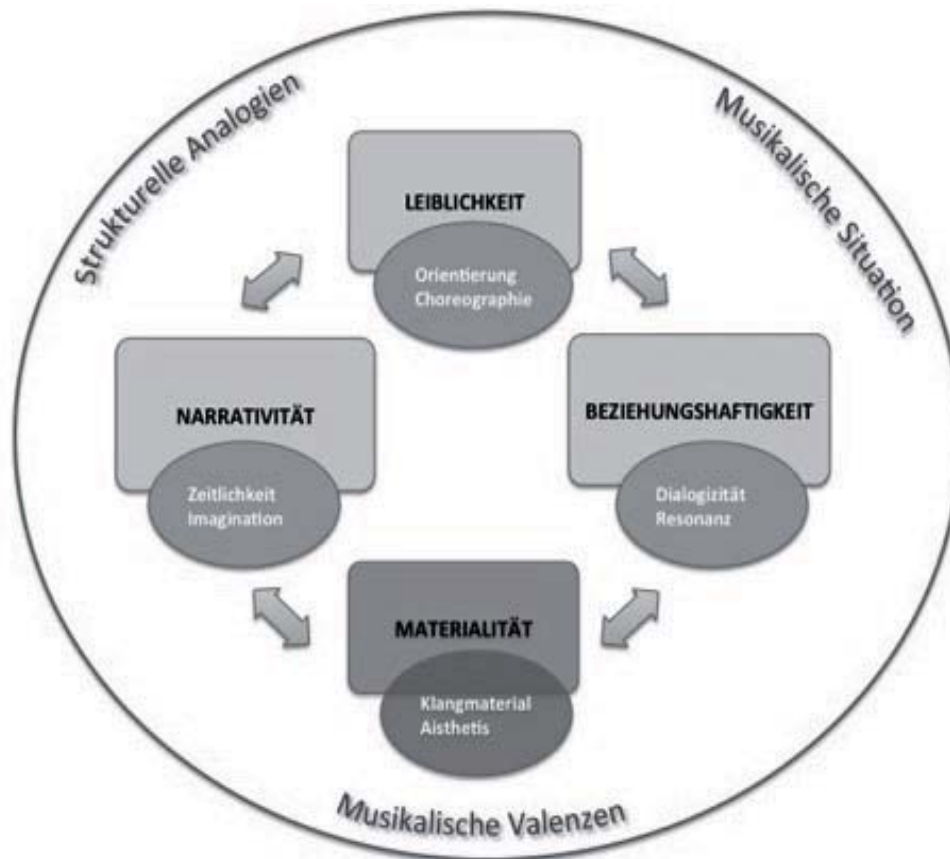 Strukturelle Analogien
Musikalische Situation
LEIBLICHKEIT
Orientierung
Choreographie
NARRATIVITÄT
Zeitlichkeit
Imagination
BEZIEHUNGSHAFTIGKEIT
Dialogizität
Resonanz
MATERIALITÄT
Klangmaterial
Aisthetis
Musikalische Valenzen